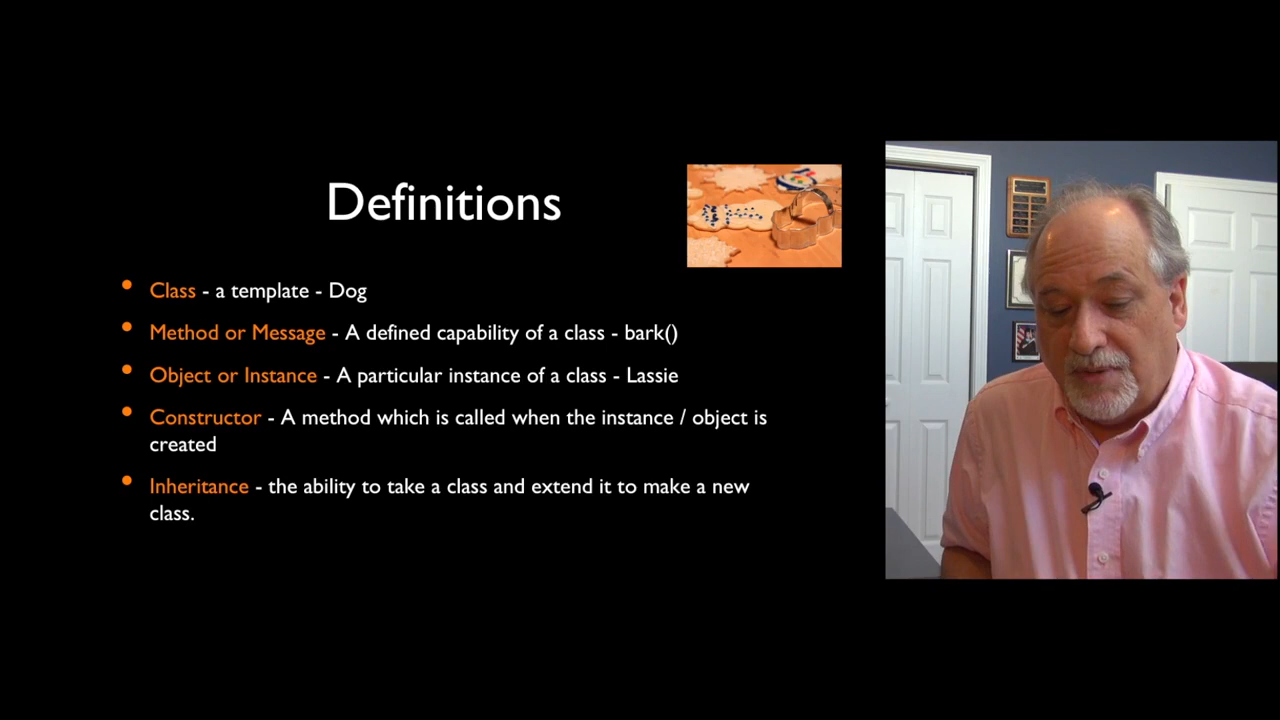 Definitions
Class - a template - Dog
Method or Message - A defined capability of a class - bark()
Object or Instance - A particular instance of a class - Lassie
Constructor - A method which is called when the instance / object is
created
Inheritance - the ability to take a class and extend it to make a new
class.